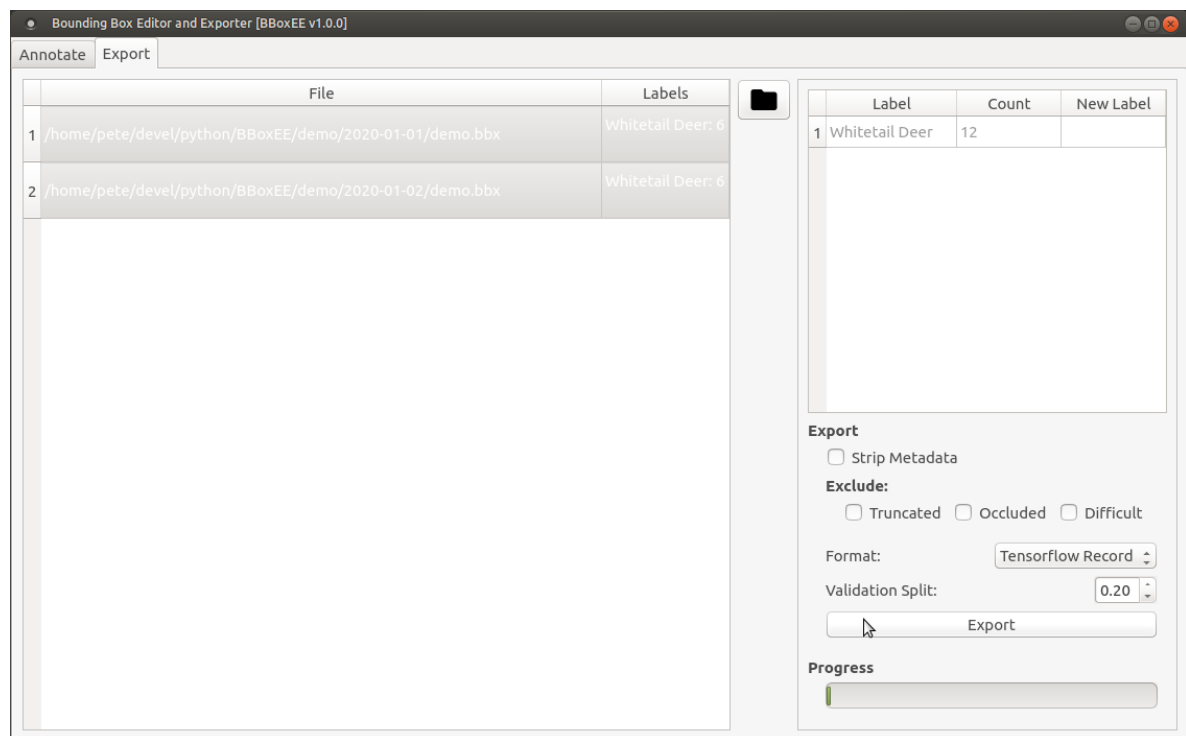 Bounding Box Editor and Exporter [BBoxEE v1.0.0]
Annotate Export
File Labels
1 /home/pete/devel/python/BBoxEE/demo/2020-01-01/demo.bbx Whitetail Deer: 6
2 /home/pete/devel/python/BBoxEE/demo/2020-01-02/demo.bbx Whitetail Deer: 6
Label Count New Label
1 Whitetail Deer 12
Export
Strip Metadata
Exclude:
Truncated Occluded Difficult
Format: Tensorflow Record
Validation Split: 0.20
Export
Progress